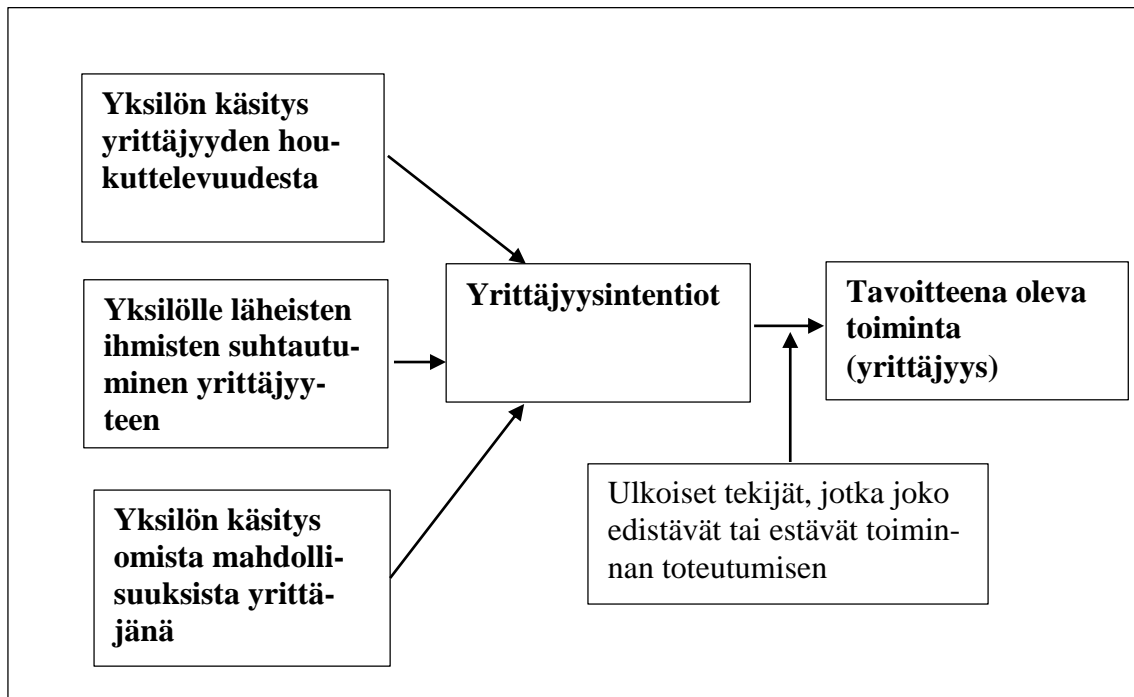 Yksilön käsitys
yrittäjyyden hou-
kuttelevuudesta
Yksilölle läheisten
ihmisten suhtautu-
minen yrittäjyy-
teen
Yksilön käsitys
omista mahdolli-
suuksista yrittä-
jänä
Yrittäjyysintentiot
Tavoitteena oleva
toiminta
(yrittäjyys)
Ulkoiset tekijät, jotka joko
edistävät tai estävät toimin-
nan toteutumisen